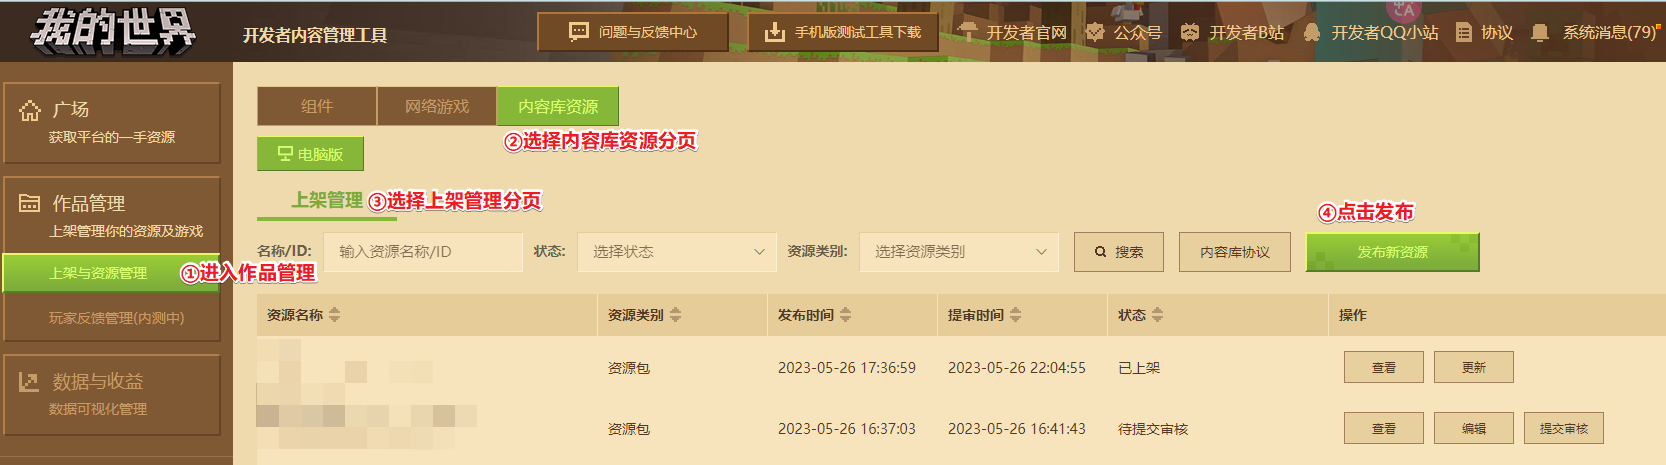 我的世界
开发者内容管理工具
问题与反馈中心
手机版测试工具下载
开发者官网
公众号
开发者B站
开发者QQ小站
协议
系统消息(79)
广场
获取平台的一手资源
作品管理
上架管理你的资源及游戏
上架与资源管理
①进入作品管理
玩家反馈管理(内测中)
数据与收益
数据可视化管理
组件
网络游戏
内容库资源
②选择内容库资源分页
电脑版
上架管理
③选择上架管理分页
④点击发布
名称/ID:
输入资源名称/ID
状态:
选择状态
资源类别:
选择资源类别
搜索
内容库协议
发布新资源
资源名称 资源类别 发布时间 提审时间 状态 操作
资源包 2023-05-26 17:36:59 2023-05-26 22:04:55 已上架 查看 更新
资源包 2023-05-26 16:37:03 2023-05-26 16:41:43 待提交审核 查看 编辑 提交审核